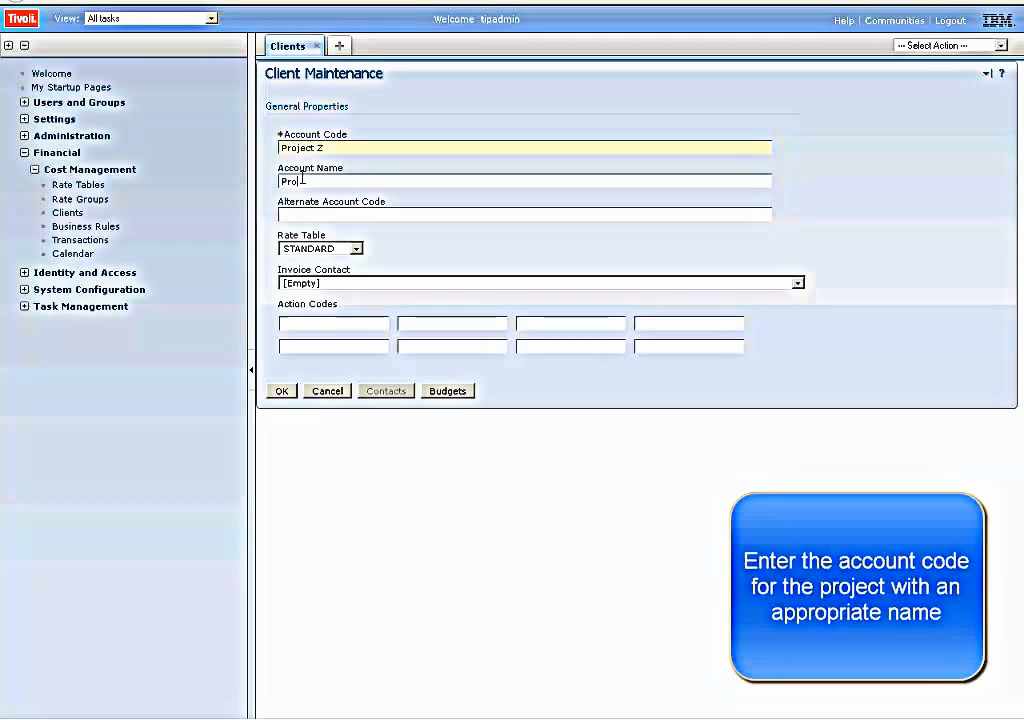 Tivoli. View: All tasks Welcome tipadmin Help | Communities | Logout IBM.
Clients × + --- Select Action ---
Client Maintenance ?
Welcome
My Startup Pages
Users and Groups
Settings
Administration
Financial
Cost Management
Rate Tables
Rate Groups
Clients
Business Rules
Transactions
Calendar
Identity and Access
System Configuration
Task Management
General Properties
*Account Code
Project Z
Account Name
Pro
Alternate Account Code
Rate Table
STANDARD
Invoice Contact
[Empty]
Action Codes
OK Cancel Contacts Budgets
Enter the account code
for the project with an
appropriate name